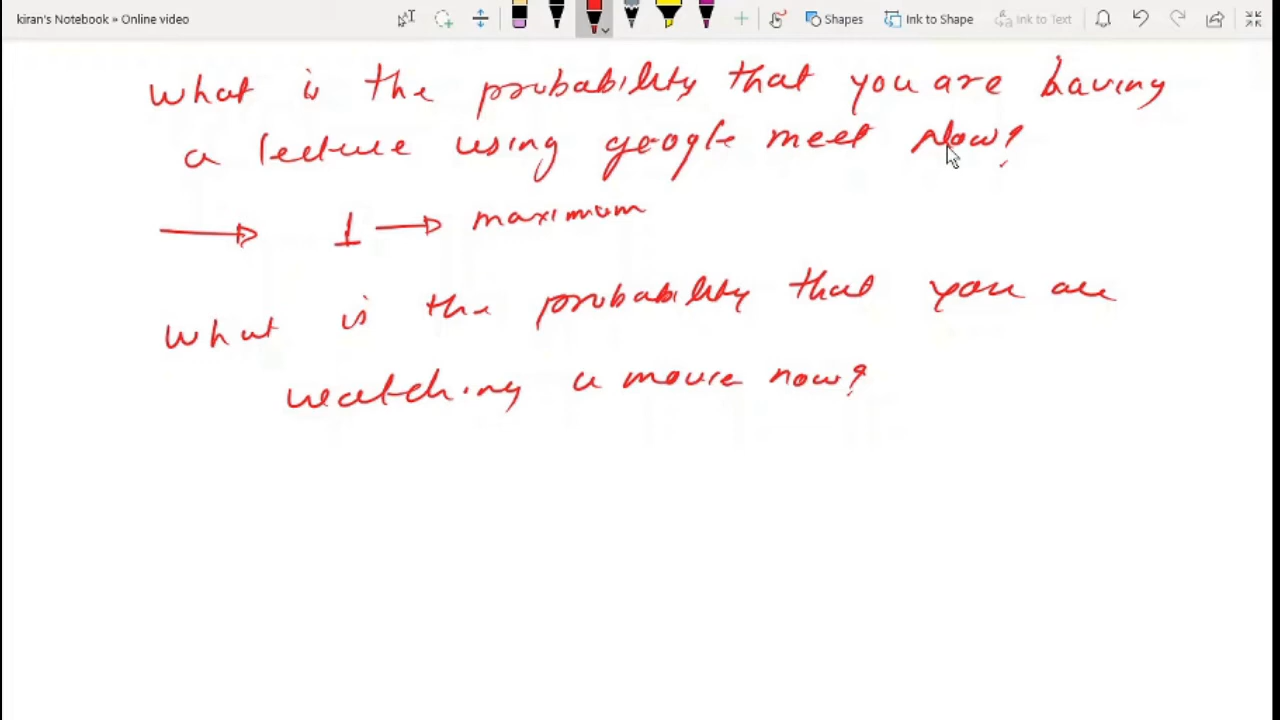 kiran's Notebook » Online video
Shapes
Ink to Shape
Ink to Text
What is the probability that you are having
a lecture using google meet Now?
1 → maximum
What is the probability that you are
watching a movie now?